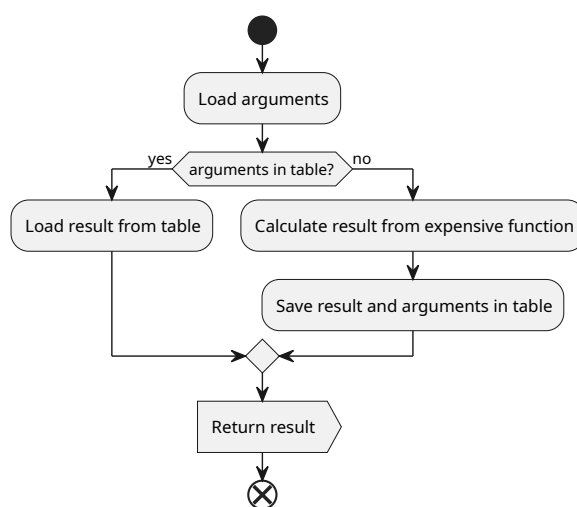 Load arguments
yes
arguments in table?
no
Load result from table
Calculate result from expensive function
Save result and arguments in table
Return result